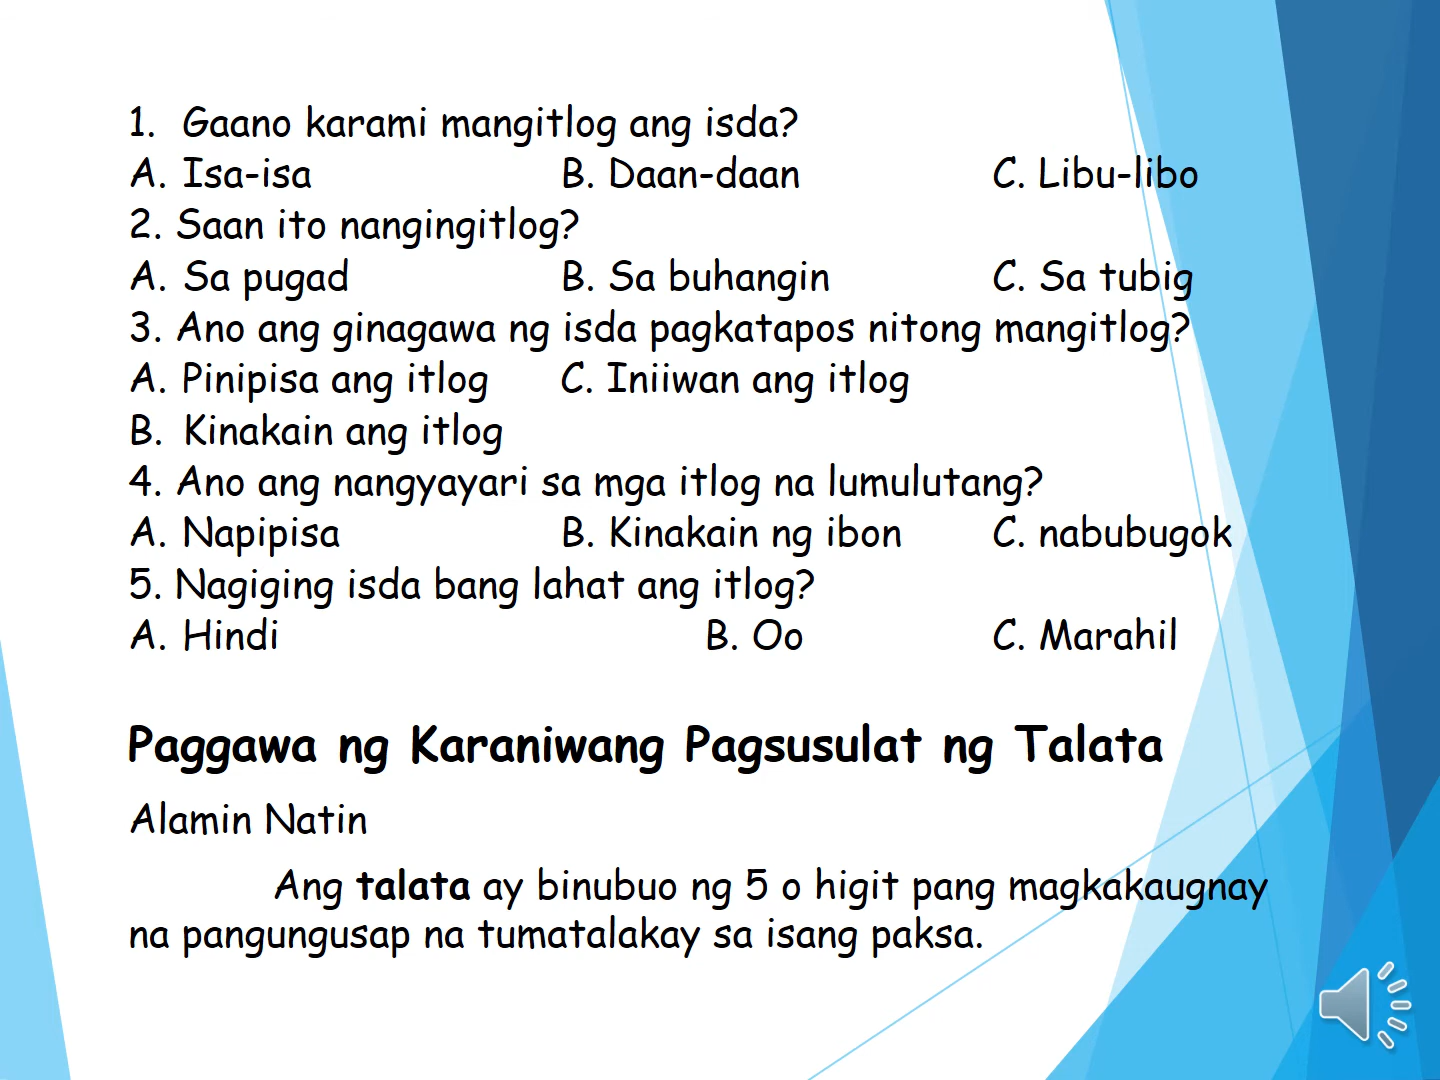 1. Gaano karami mangitlog ang isda?
A. Isa-isa B. Daan-daan C. Libu-libo
2. Saan ito nangingitlog?
A. Sa pugad B. Sa buhangin C. Sa tubig
3. Ano ang ginagawa ng isda pagkatapos nitong mangitlog?
A. Pinipisa ang itlog C. Iniiwan ang itlog
B. Kinakain ang itlog
4. Ano ang nangyayari sa mga itlog na lumulutang?
A. Napipisa B. Kinakain ng ibon C. nabubugok
5. Nagiging isda bang lahat ang itlog?
A. Hindi B. Oo C. Marahil
Paggawa ng Karaniwang Pagsusulat ng Talata
Alamin Natin
Ang talata ay binubuo ng 5 o higit pang magkakaugnay
na pangungusap na tumatalakay sa isang paksa.